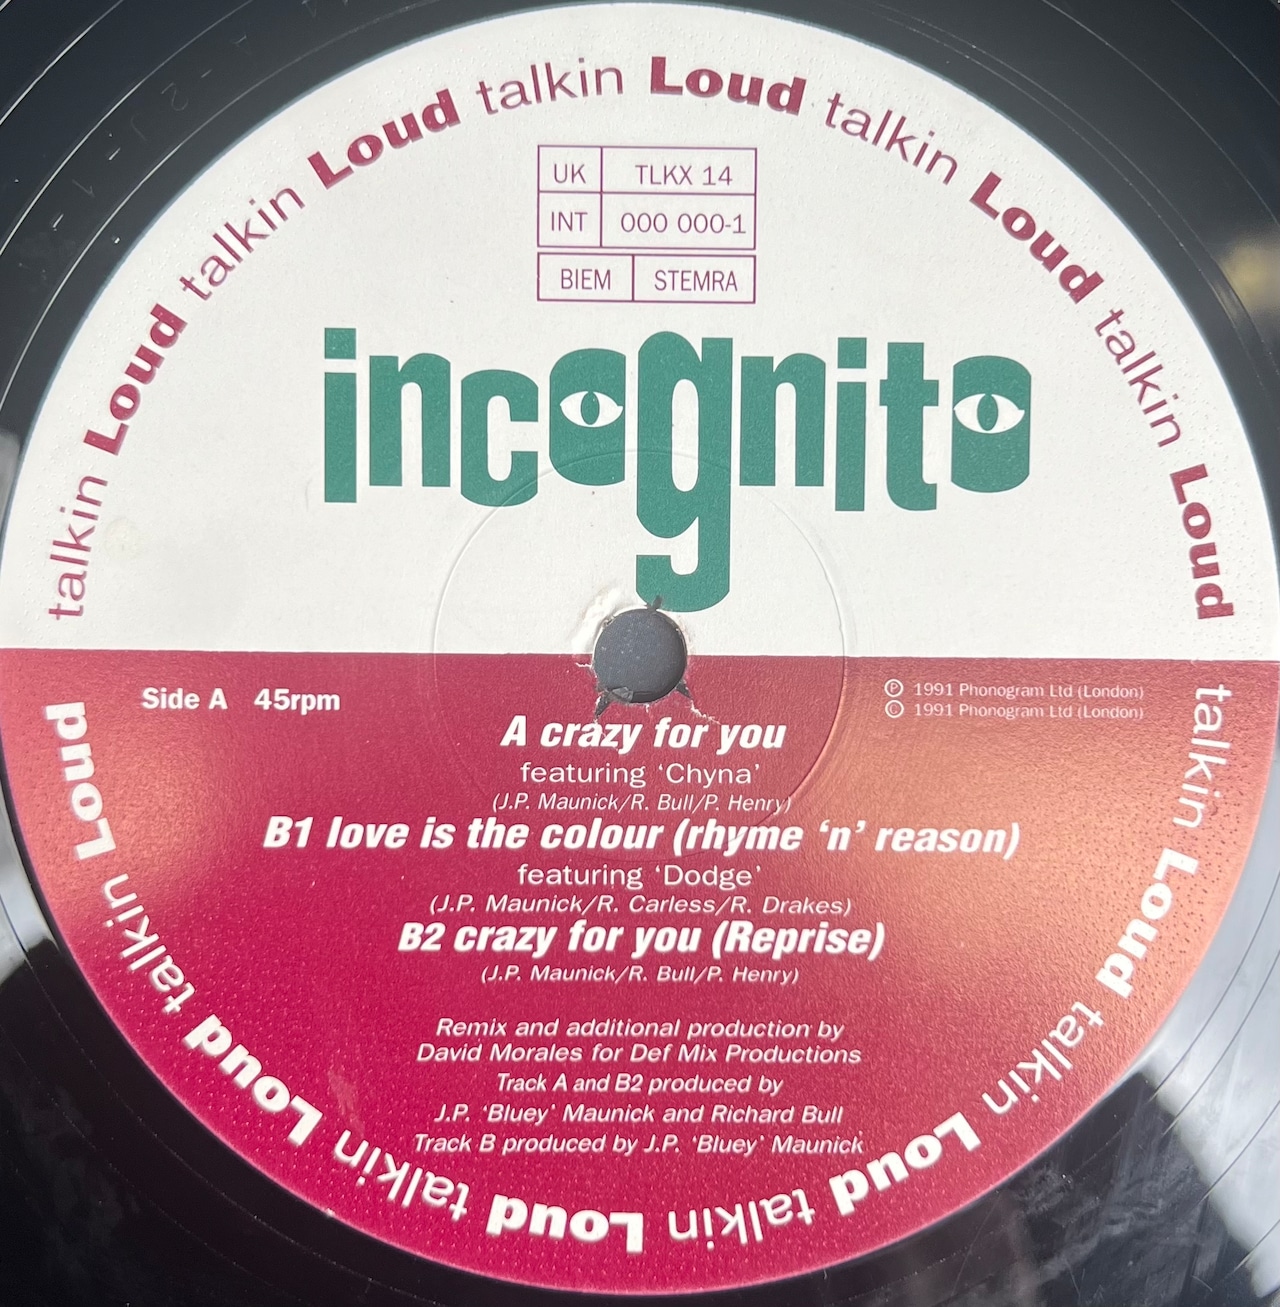 talkin Loud talkin Loud talkin Loud talkin Loud talkin Loud
UK TLKX 14
INT 000 000-1
BIEM STEMRA
incognito
Side A 45rpm
Ⓟ 1991 Phonogram Ltd (London)
© 1991 Phonogram Ltd (London)
A crazy for you
featuring ‘Chyna’
(J.P. Maunick/R. Bull/P. Henry)
B1 love is the colour (rhyme ‘n’ reason)
featuring ‘Dodge’
(J.P. Maunick/R. Carless/R. Drakes)
B2 crazy for you (Reprise)
(J.P. Maunick/R. Bull/P. Henry)
Remix and additional production by
David Morales for Def Mix Productions
Track A and B2 produced by
J.P. ‘Bluey’ Maunick and Richard Bull
Track B produced by J.P. ‘Bluey’ Maunick
talkin Loud talkin Loud talkin Loud talkin Loud talkin Loud